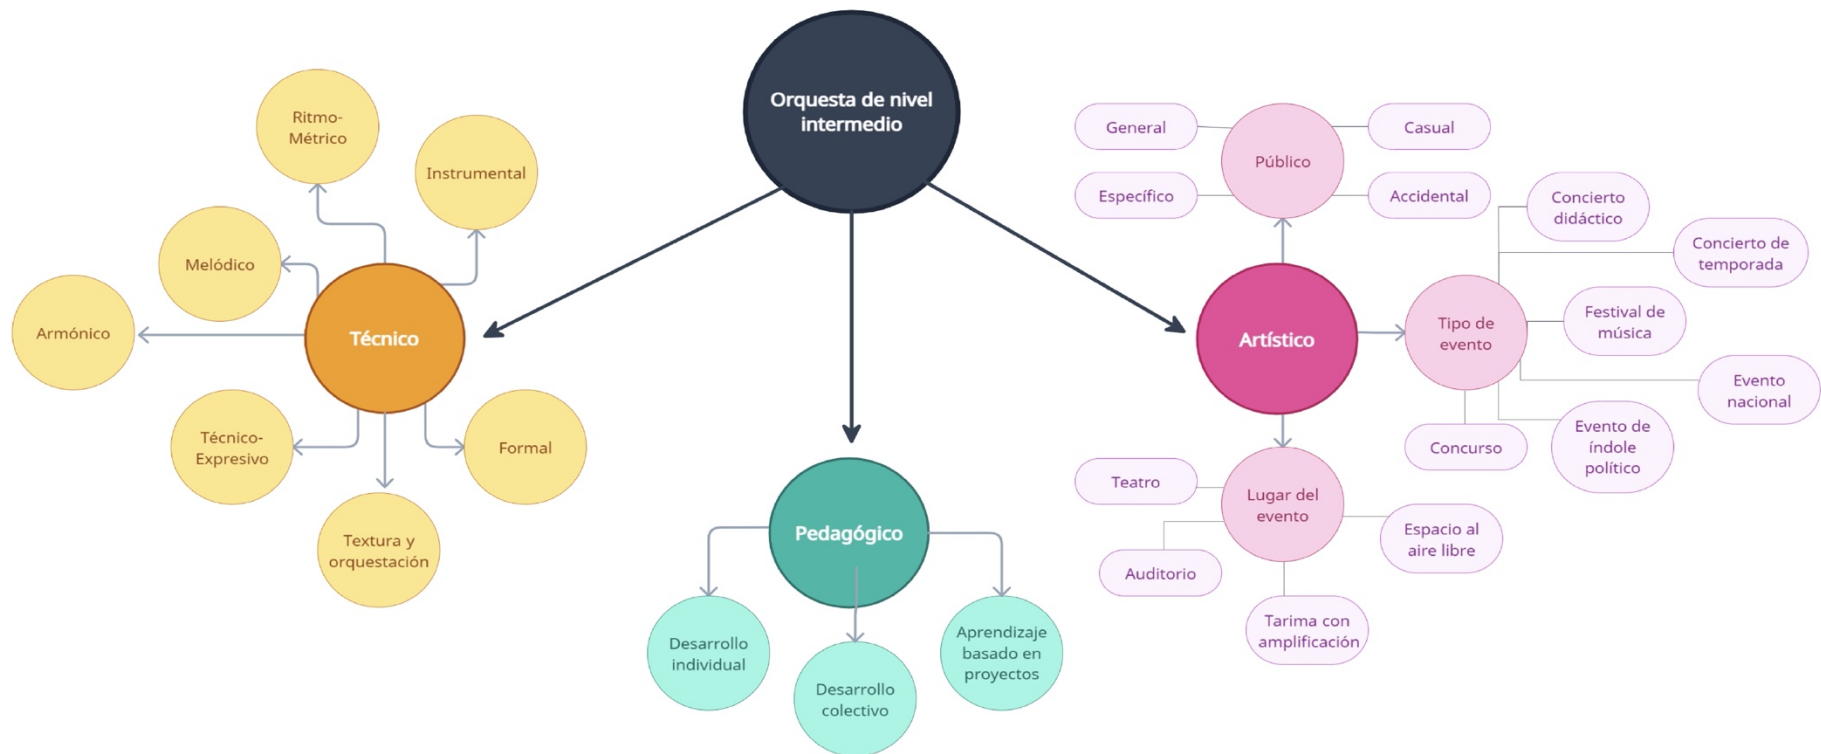 Orquesta de nivel
intermedio
Técnico
Ritmo-
Métrico
Instrumental
Melódico
Armónico
Técnico-
Expresivo
Textura y
orquestación
Formal
Pedagógico
Desarrollo
individual
Desarrollo
colectivo
Aprendizaje
basado en
proyectos
Artístico
Público
General
Casual
Específico
Accidental
Tipo de
evento
Concierto
didáctico
Concierto de
temporada
Festival de
música
Evento
nacional
Evento de
índole
político
Concurso
Lugar del
evento
Teatro
Auditorio
Tarima con
amplificación
Espacio al
aire libre